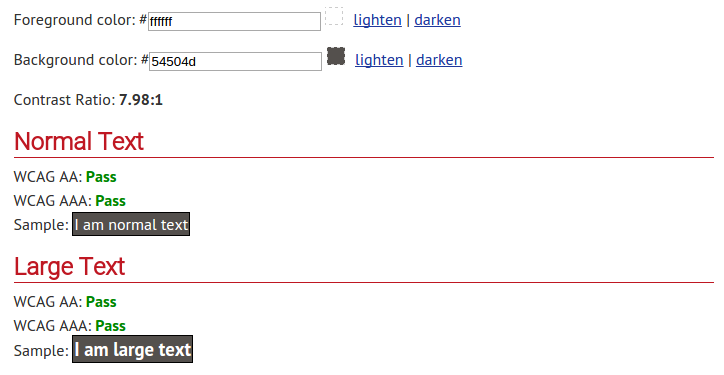 Foreground color: #ffffff lighten | darken
Background color: #54504d lighten | darken
Contrast Ratio: 7.98:1
Normal Text
WCAG AA: Pass
WCAG AAA: Pass
Sample: I am normal text
Large Text
WCAG AA: Pass
WCAG AAA: Pass
Sample: I am large text